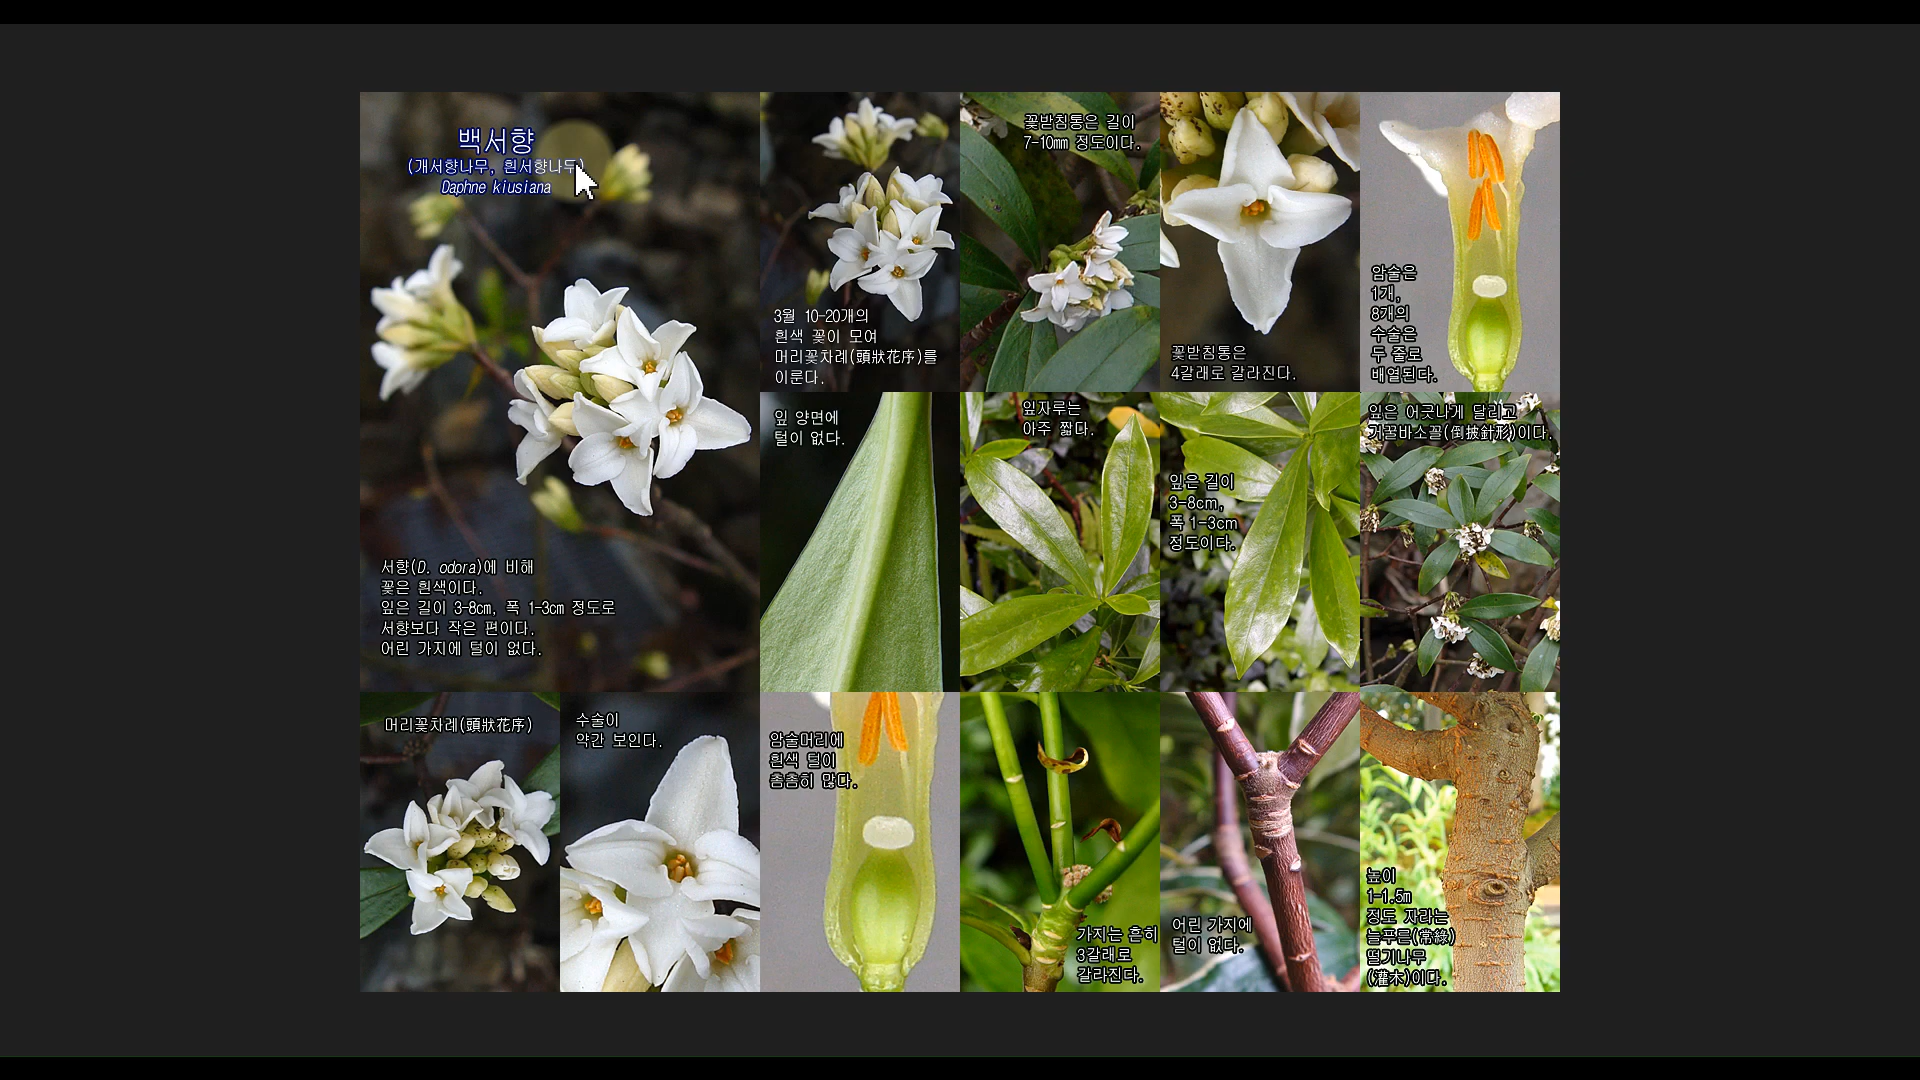 백서향
(개서향나무, 흰서향나무)
Daphne kiusiana
서향(D. odora)에 비해
꽃은 흰색이다.
잎은 길이 3-8cm, 폭 1-3cm 정도로
서향보다 작은 편이다.
어린 가지에 털이 없다.
3월 10-20개의
흰색 꽃이 모여
머리꽃차례(頭狀花序)를
이룬다.
꽃받침통은 길이
7-10mm 정도이다.
꽃받침통은
4갈래로 갈라진다.
암술은
1개,
8개의
수술은
두 줄로
배열된다.
잎 양면에
털이 없다.
잎자루는
아주 짧다.
잎은 길이
3-8cm,
폭 1-3cm
정도이다.
잎은 어긋나게 달리고
거꿀바소꼴(倒披針形)이다.
머리꽃차례(頭狀花序)
수술이
약간 보인다.
암술머리에
흰색 털이
촘촘히 많다.
가지는 흔히
3갈래로
갈라진다.
어린 가지에
털이 없다.
높이
1-1.5m
정도 자라는
늘푸른(常綠)
떨기나무
(灌木)이다.